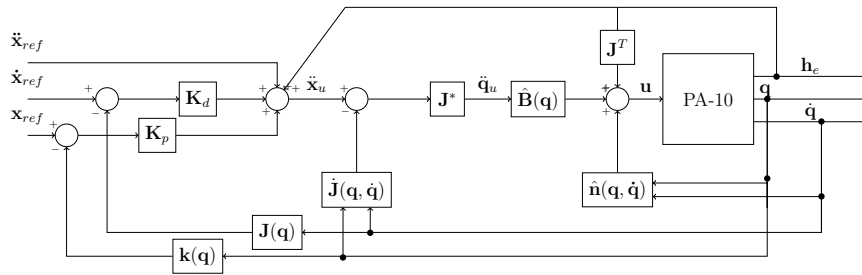 ẍ_ref
ẋ_ref
x_ref
+
−
+
−
K_d
K_p
+
+
−
+
ẍ_u
+
−
J*
q̈_u
B̂(q)
J^T
+
+
u
PA-10
h_e
q
q̇
J̇(q, q̇)
n̂(q, q̇)
J(q)
k(q)